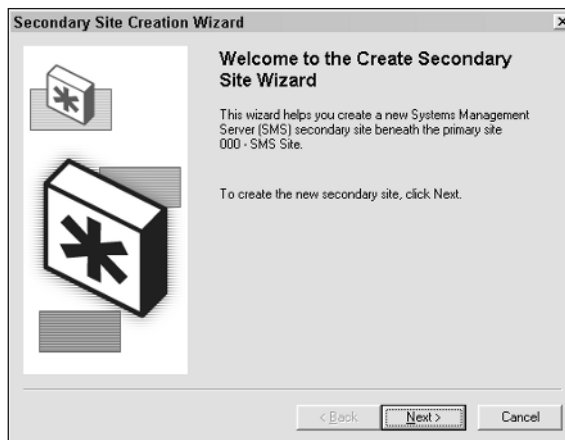 Secondary Site Creation Wizard
Welcome to the Create Secondary
Site Wizard
This wizard helps you create a new Systems Management
Server (SMS) secondary site beneath the primary site
000 - SMS Site.
To create the new secondary site, click Next.
< Back
Next >
Cancel